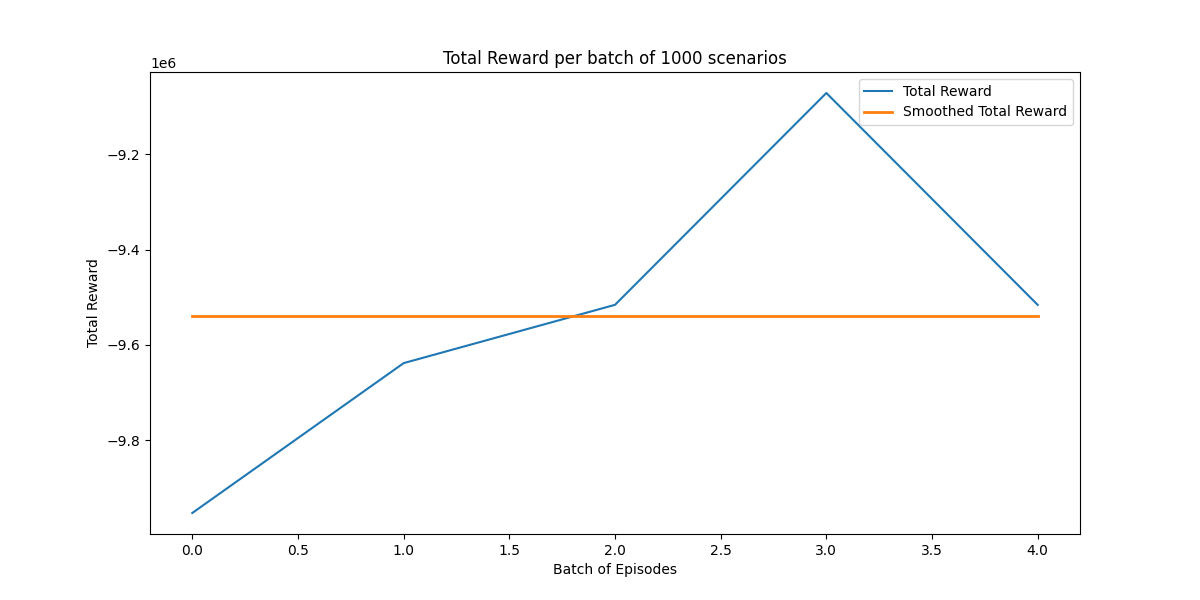 Total Reward per batch of 1000 scenarios
1e6
Total Reward
Smoothed Total Reward
−9.2
−9.4
−9.6
−9.8
Total Reward
0.0 0.5 1.0 1.5 2.0 2.5 3.0 3.5 4.0
Batch of Episodes